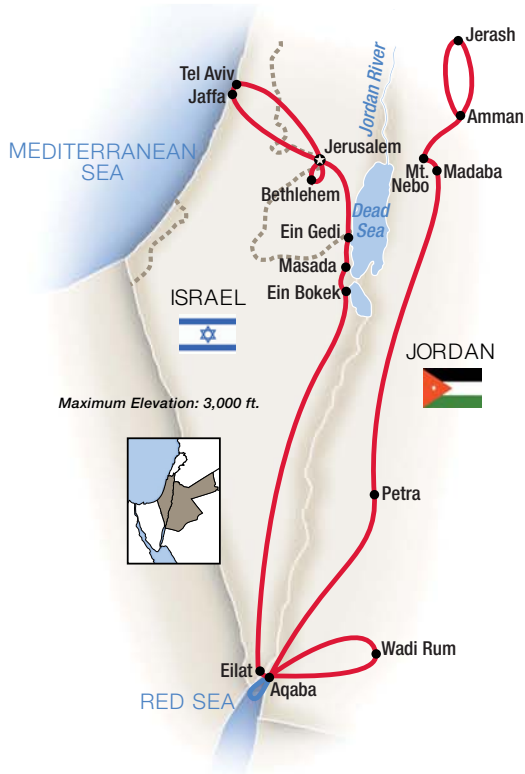 Jerash
Tel Aviv
Jaffa
Jordan River
Amman
MEDITERRANEAN
SEA
Jerusalem
Mt.
Nebo
Madaba
Bethlehem
Dead
Sea
Ein Gedi
Masada
Ein Bokek
ISRAEL
JORDAN
Maximum Elevation: 3,000 ft.
Petra
Wadi Rum
Eilat
Aqaba
RED SEA